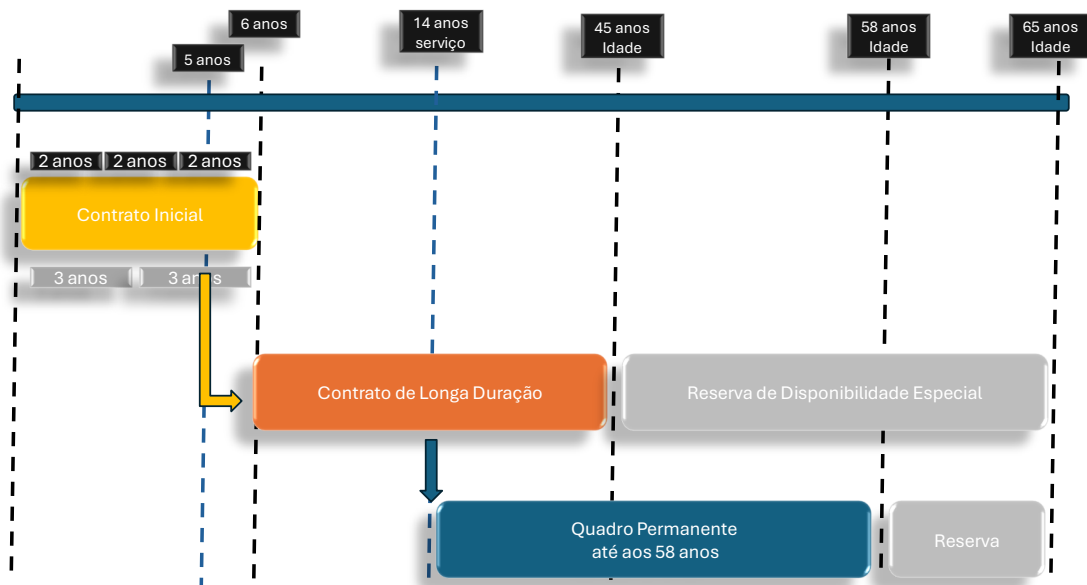 6 anos
5 anos
14 anos
serviço
45 anos
Idade
58 anos
Idade
65 anos
Idade
2 anos
2 anos
2 anos
Contrato Inicial
3 anos
3 anos
Contrato de Longa Duração
Reserva de Disponibilidade Especial
Quadro Permanente
até aos 58 anos
Reserva